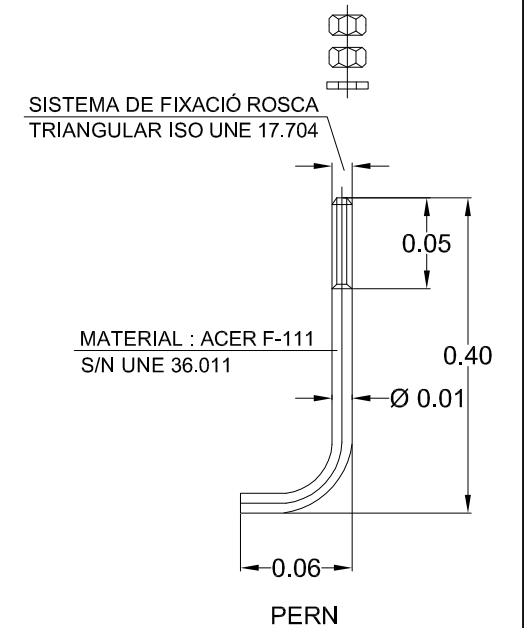 SISTEMA DE FIXACIÓ ROSCA
TRIANGULAR ISO UNE 17.704
0.05
MATERIAL : ACER F-111
S/N UNE 36.011
0.40
Ø 0.01
0.06
PERN